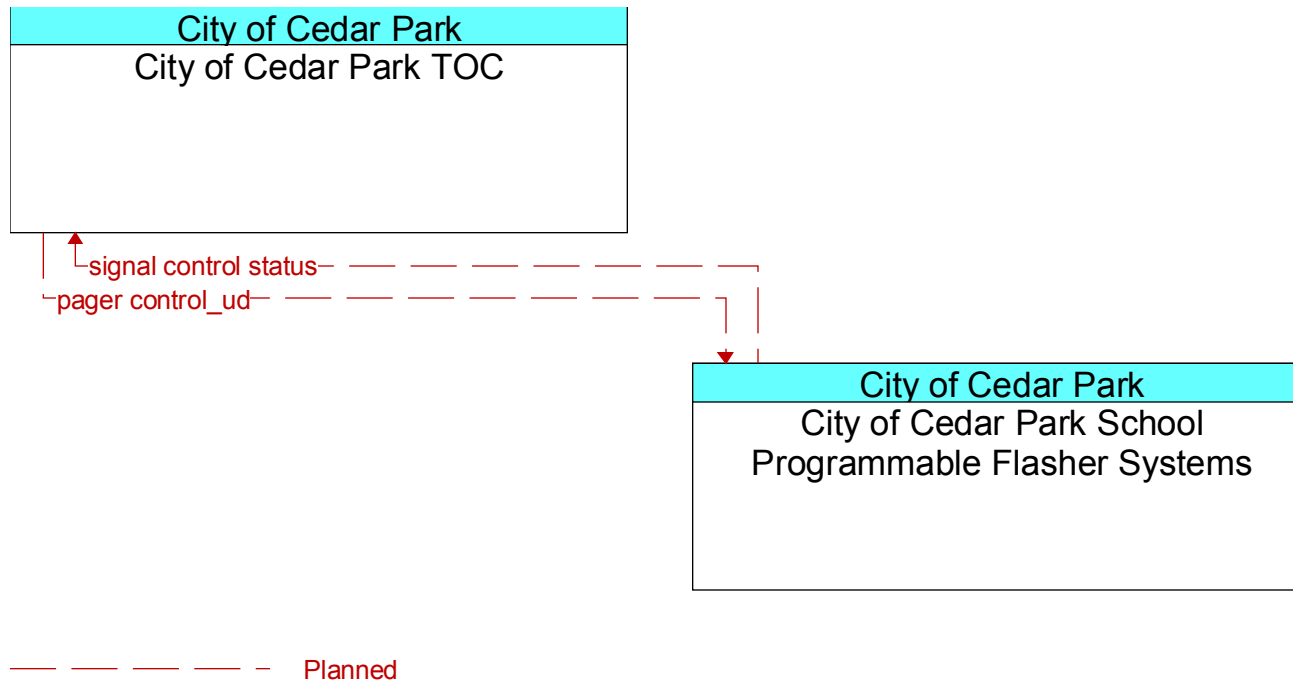 City of Cedar Park
City of Cedar Park TOC
signal control status
pager control_ud
City of Cedar Park
City of Cedar Park School
Programmable Flasher Systems
Planned